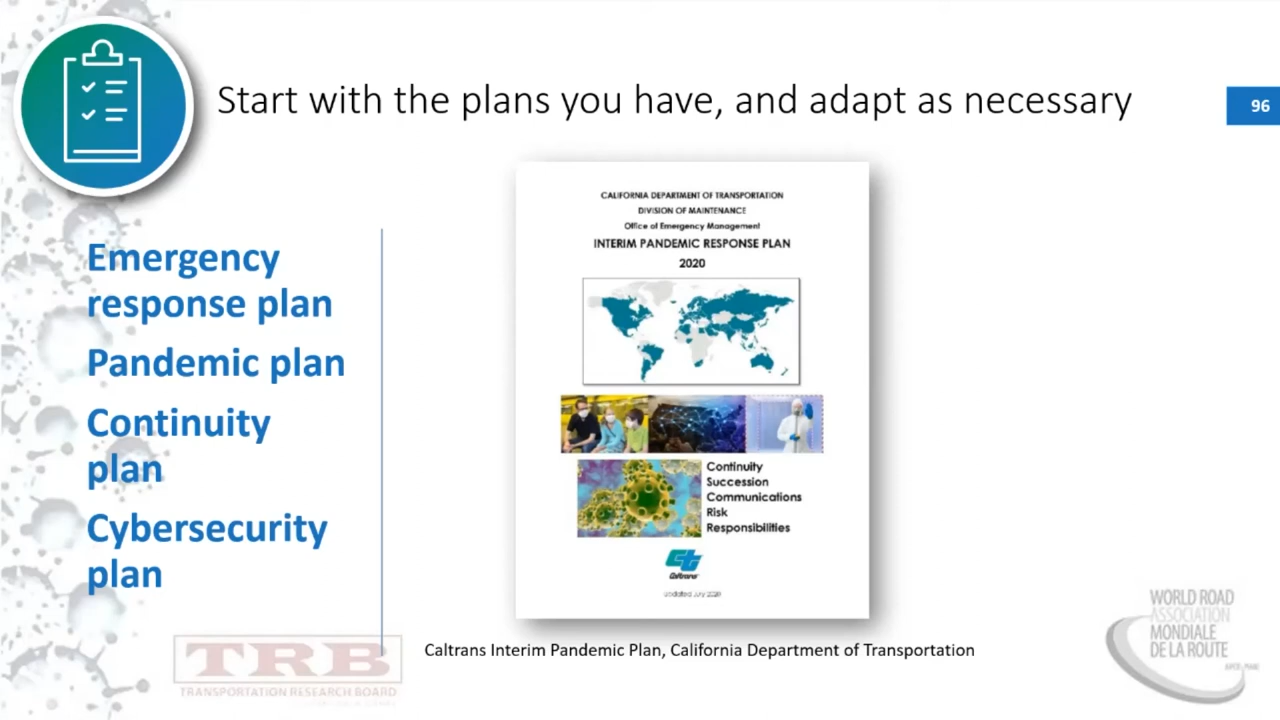 Start with the plans you have, and adapt as necessary
96
Emergency
response plan
Pandemic plan
Continuity
plan
Cybersecurity
plan
CALIFORNIA DEPARTMENT OF TRANSPORTATION
DIVISION OF MAINTENANCE
Office of Emergency Management
INTERIM PANDEMIC RESPONSE PLAN
2020
Continuity
Succession
Communications
Risk
Responsibilities
ct
Caltrans
Updated July 2020
Caltrans Interim Pandemic Plan, California Department of Transportation
TRB
TRANSPORTATION RESEARCH BOARD
WORLD ROAD
ASSOCIATION
MONDIALE
DE LA ROUTE